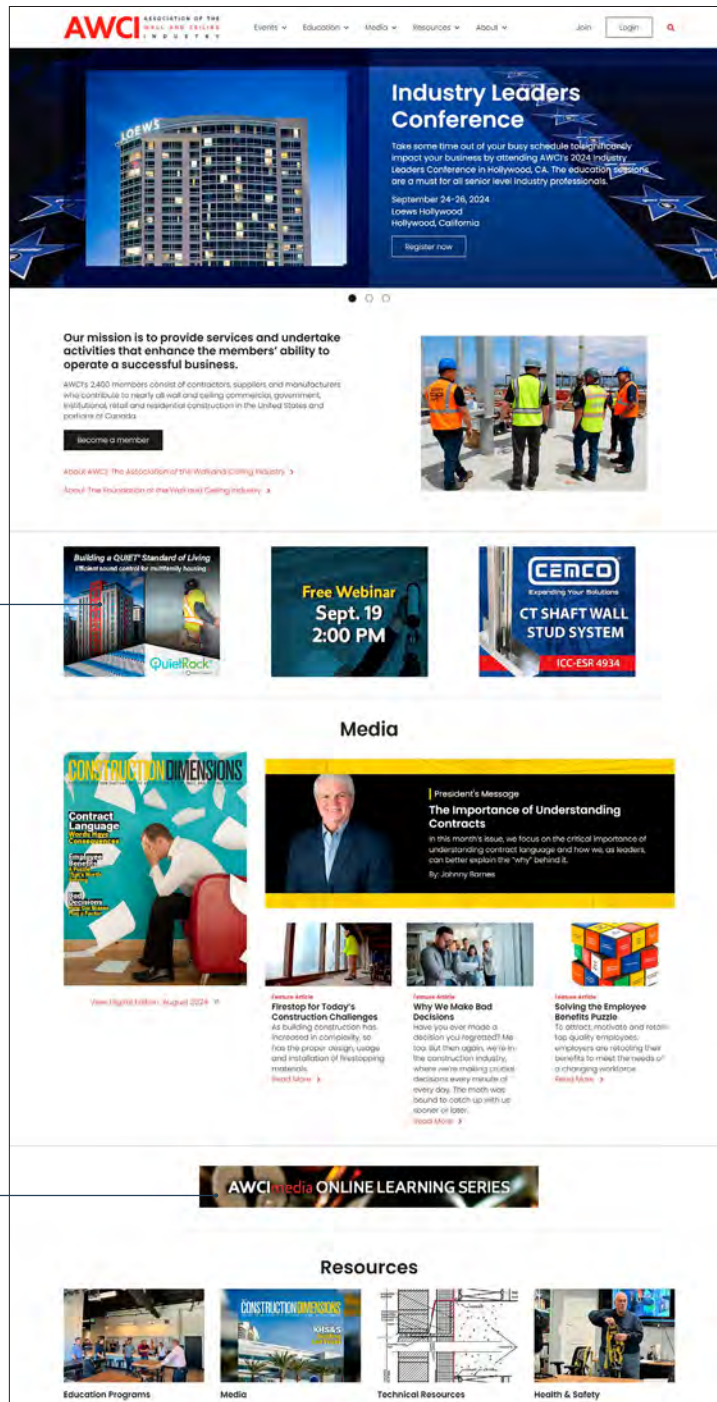 AWCI ASSOCIATION OF THE
WALL AND CEILING
INDUSTRY
Events Education Media Resources About Join Login
LOEWS
Industry Leaders
Conference
Take some time out of your busy schedule to significantly
impact your business by attending AWCI's 2024 Industry
Leaders Conference in Hollywood, CA. The education sessions
are a must for all senior level industry professionals.
September 24-26, 2024
Loews Hollywood
Hollywood, California
Register now
Our mission is to provide services and undertake
activities that enhance the members' ability to
operate a successful business.
AWCI's 2,400 members consist of contractors, suppliers and manufacturers
who contribute to nearly all wall and ceiling commercial, government,
institutional, retail and residential construction in the United States and
portions of Canada.
Become a member
About AWCI: The Association of the Wall and Ceiling Industry >
About The Foundation of the Wall and Ceiling Industry >
Building a QUIET® Standard of Living
Efficient sound control for multifamily housing
QuietRock
Free Webinar
Sept. 19
2:00 PM
CEMCO
Expanding Your Solutions
CT SHAFT WALL
STUD SYSTEM
ICC-ESR 4934
Media
CONSTRUCTION DIMENSIONS
Contract
Language
Words Have
Consequences
Employee
Benefits
A Puzzle
That's Worth
Solving
Bad
Decisions
View Digital Edition: August 2024
President's Message
The Importance of Understanding
Contracts
In this month's issue, we focus on the critical importance of
understanding contract language and how we, as leaders,
can better explain the "why" behind it.
By: Johnny Barnes
Feature Article
Firestop for Today's
Construction Challenges
As building construction has
increased in complexity, so
has the proper design, usage
and installation of firestopping
materials.
Read More >
Feature Article
Why We Make Bad
Decisions
Have you ever made a
decision you regretted? Me
too. But then again, we're in
the construction industry,
where we're making crucial
decisions every minute of
every day. The math was
bound to catch up with us
sooner or later.
Read More >
Feature Article
Solving the Employee
Benefits Puzzle
To attract, motivate and retain
top quality employees,
employers are retooling their
benefits to meet the needs of
a changing workforce.
Read More >
AWCImedia ONLINE LEARNING SERIES
Resources
CONSTRUCTION DIMENSIONS
KHS&S
Education Programs
Media
Technical Resources
Health & Safety